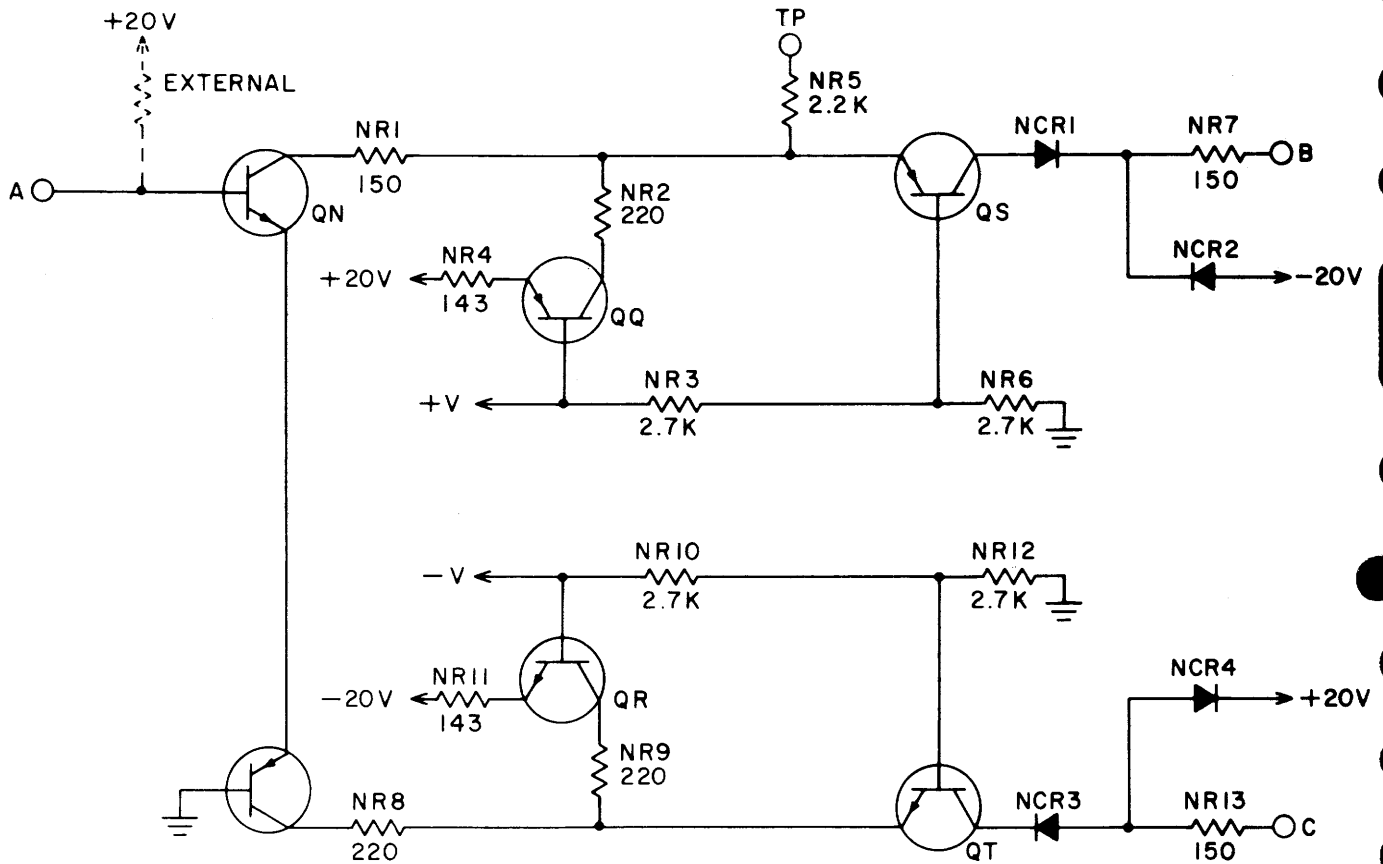 +20V
EXTERNAL
TP
NR5
2.2K
NR1
150
NCR1
NR7
150
B
A
QN
NR2
220
QS
NCR2
-20V
+20V
NR4
143
QQ
+V
NR3
2.7K
NR6
2.7K
-V
NR10
2.7K
NR12
2.7K
-20V
NR11
143
QR
NCR4
+20V
NR9
220
NR8
220
QT
NCR3
NR13
150
C